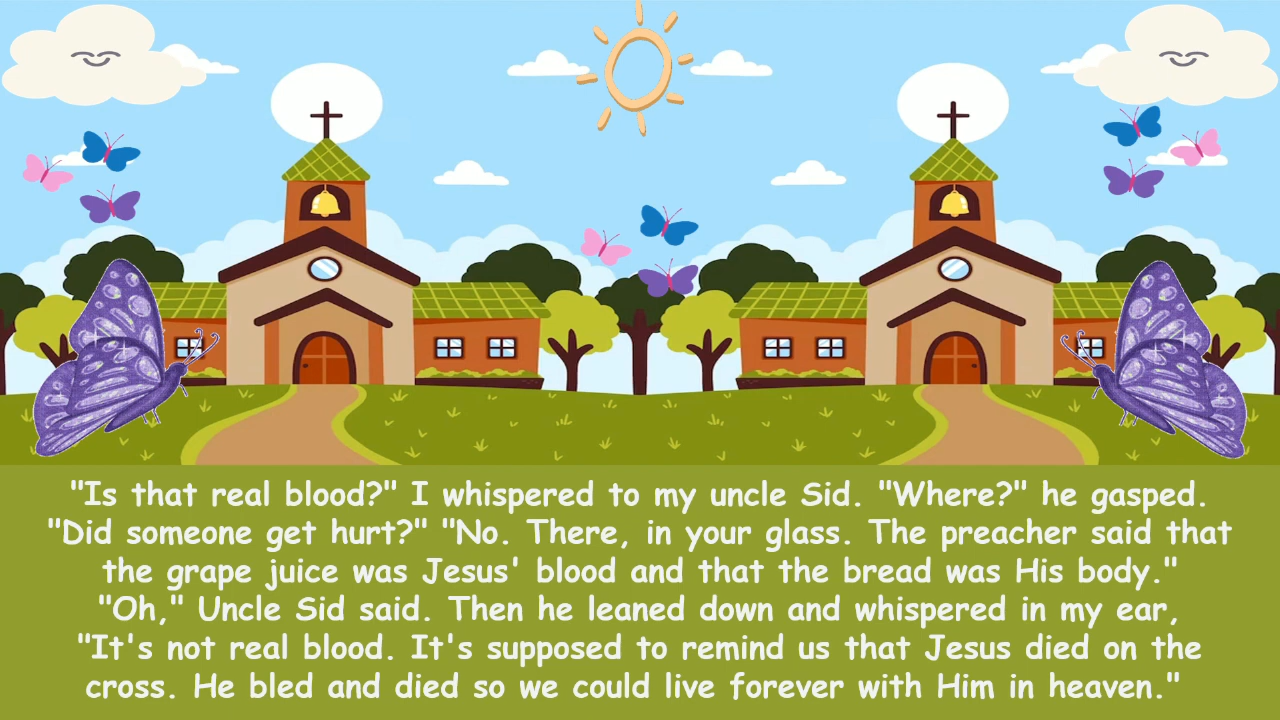 "Is that real blood?" I whispered to my uncle Sid. "Where?" he gasped.
"Did someone get hurt?" "No. There, in your glass. The preacher said that
the grape juice was Jesus' blood and that the bread was His body."
"Oh," Uncle Sid said. Then he leaned down and whispered in my ear,
"It's not real blood. It's supposed to remind us that Jesus died on the
cross. He bled and died so we could live forever with Him in heaven."